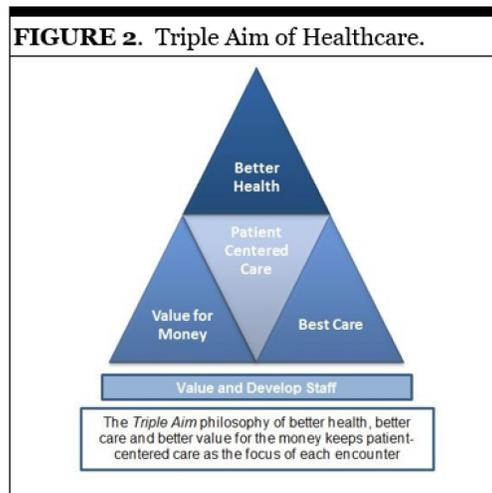 FIGURE 2. Triple Aim of Healthcare.
Better
Health
Patient
Centered
Care
Value for
Money
Best Care
Value and Develop Staff
The Triple Aim philosophy of better health, better
care and better value for the money keeps patient-
centered care as the focus of each encounter